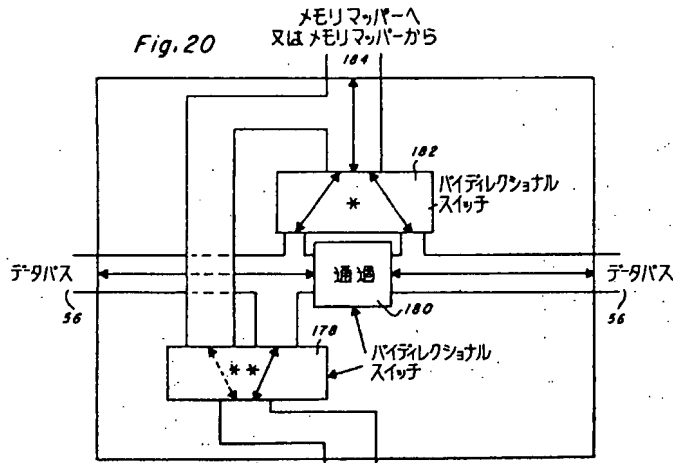 Fig.20
メモリマッパーへ
又はメモリマッパーから
184
182
バイディレクショナル
スイッチ
*
データバス
通過
データバス
56
180
56
178
**
バイディレクショナル
スイッチ